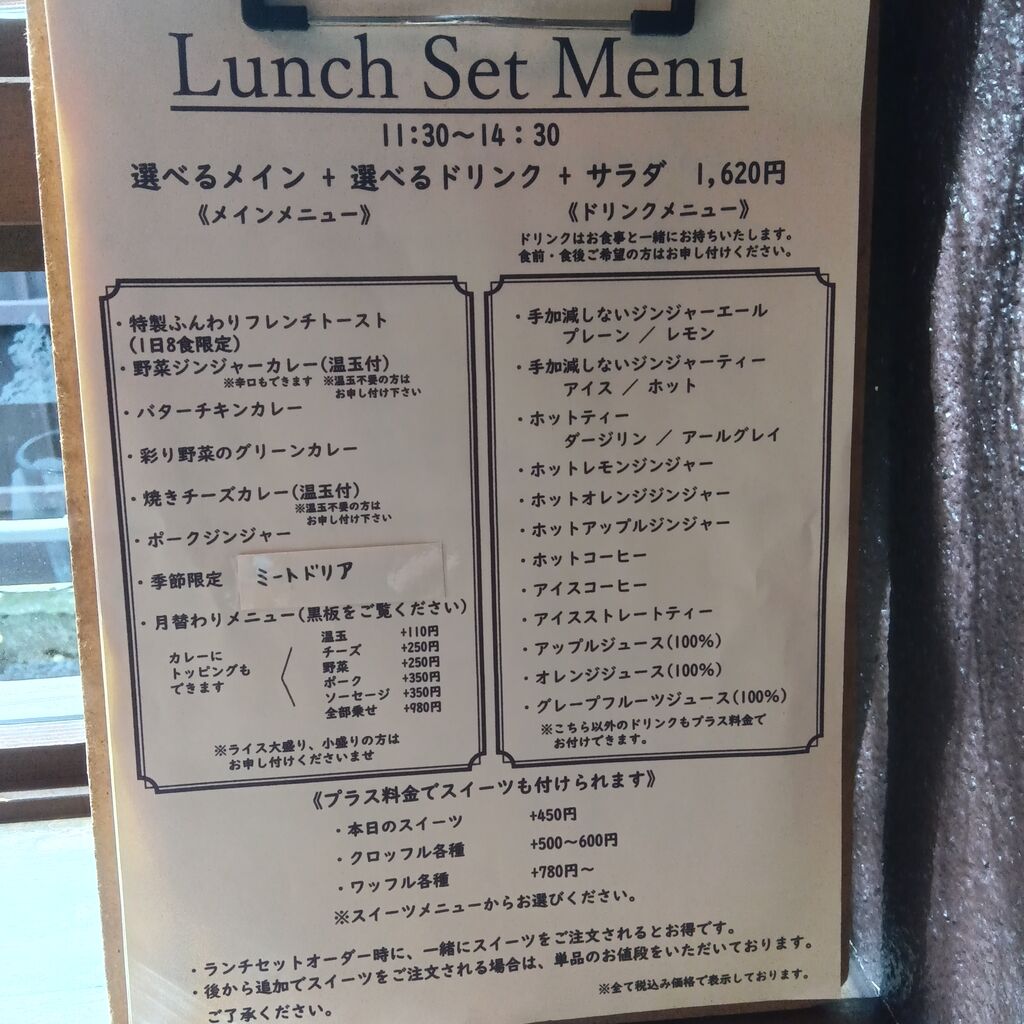 Lunch Set Menu
11:30〜14:30
選べるメイン + 選べるドリンク + サラダ 1,620円
《メインメニュー》
・特製ふんわりフレンチトースト
(1日8食限定)
・野菜ジンジャーカレー(温玉付)
※辛口もできます ※温玉不要の方は
お申し付け下さい
・バターチキンカレー
・彩り野菜のグリーンカレー
・焼きチーズカレー(温玉付)
※温玉不要の方は
お申し付け下さい
・ポークジンジャー
・季節限定 ミートドリア
・月替わりメニュー(黒板をご覧ください)
カレーに
トッピングも
できます
温玉 +110円
チーズ +250円
野菜 +250円
ポーク +350円
ソーセージ +350円
全部乗せ +980円
※ライス大盛り、小盛りの方は
お申し付けくださいませ
《ドリンクメニュー》
ドリンクはお食事と一緒にお持ちいたします。
食前・食後ご希望の方はお申し付けください。
・手加減しないジンジャーエール
プレーン / レモン
・手加減しないジンジャーティー
アイス / ホット
・ホットティー
ダージリン / アールグレイ
・ホットレモンジンジャー
・ホットオレンジジンジャー
・ホットアップルジンジャー
・ホットコーヒー
・アイスコーヒー
・アイスストレートティー
・アップルジュース(100%)
・オレンジジュース(100%)
・グレープフルーツジュース(100%)
※こちら以外のドリンクもプラス料金で
お付けできます。
《プラス料金でスイーツも付けられます》
・本日のスイーツ +450円
・クロッフル各種 +500〜600円
・ワッフル各種 +780円〜
※スイーツメニューからお選びください。
・ランチセットオーダー時に、一緒にスイーツをご注文されるとお得です。
・後から追加でスイーツをご注文される場合は、単品のお値段をいただいております。
ご了承ください。
※全て税込み価格で表示しております。